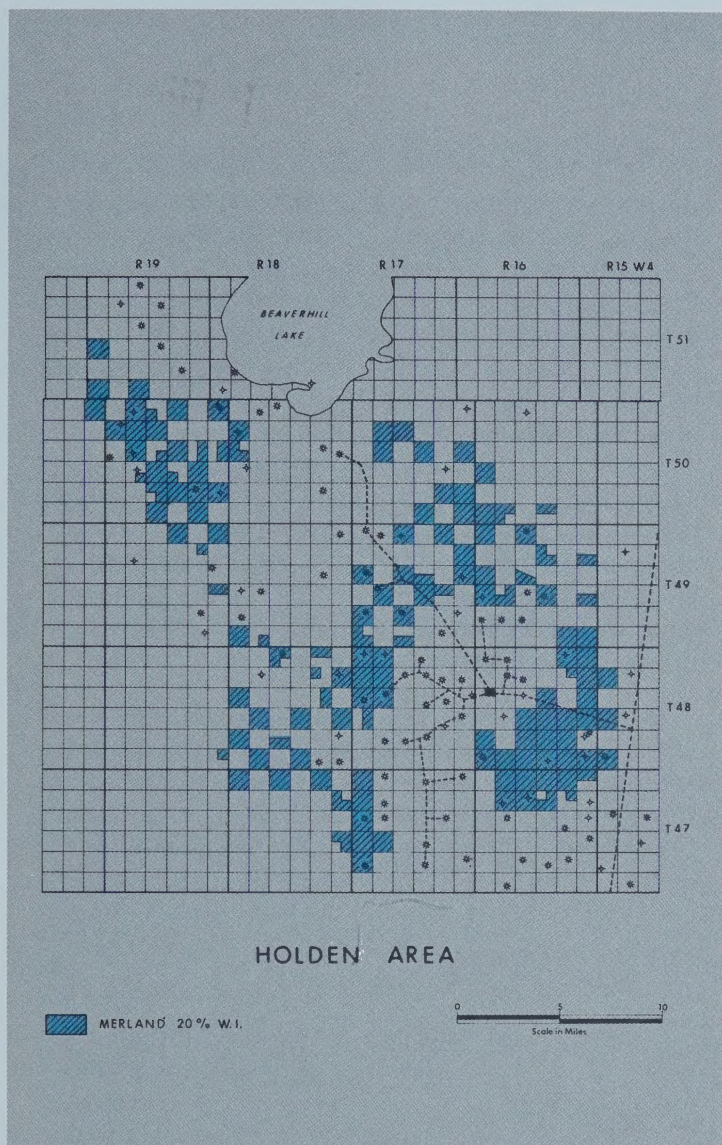 R 19 R 18 R 17 R 16 R 15 W 4
BEAVERHILL
LAKE
T 51
T 50
T 49
T 48
T 47
HOLDEN AREA
MERLAND 20 % W.I.
0 5 10
Scale in Miles